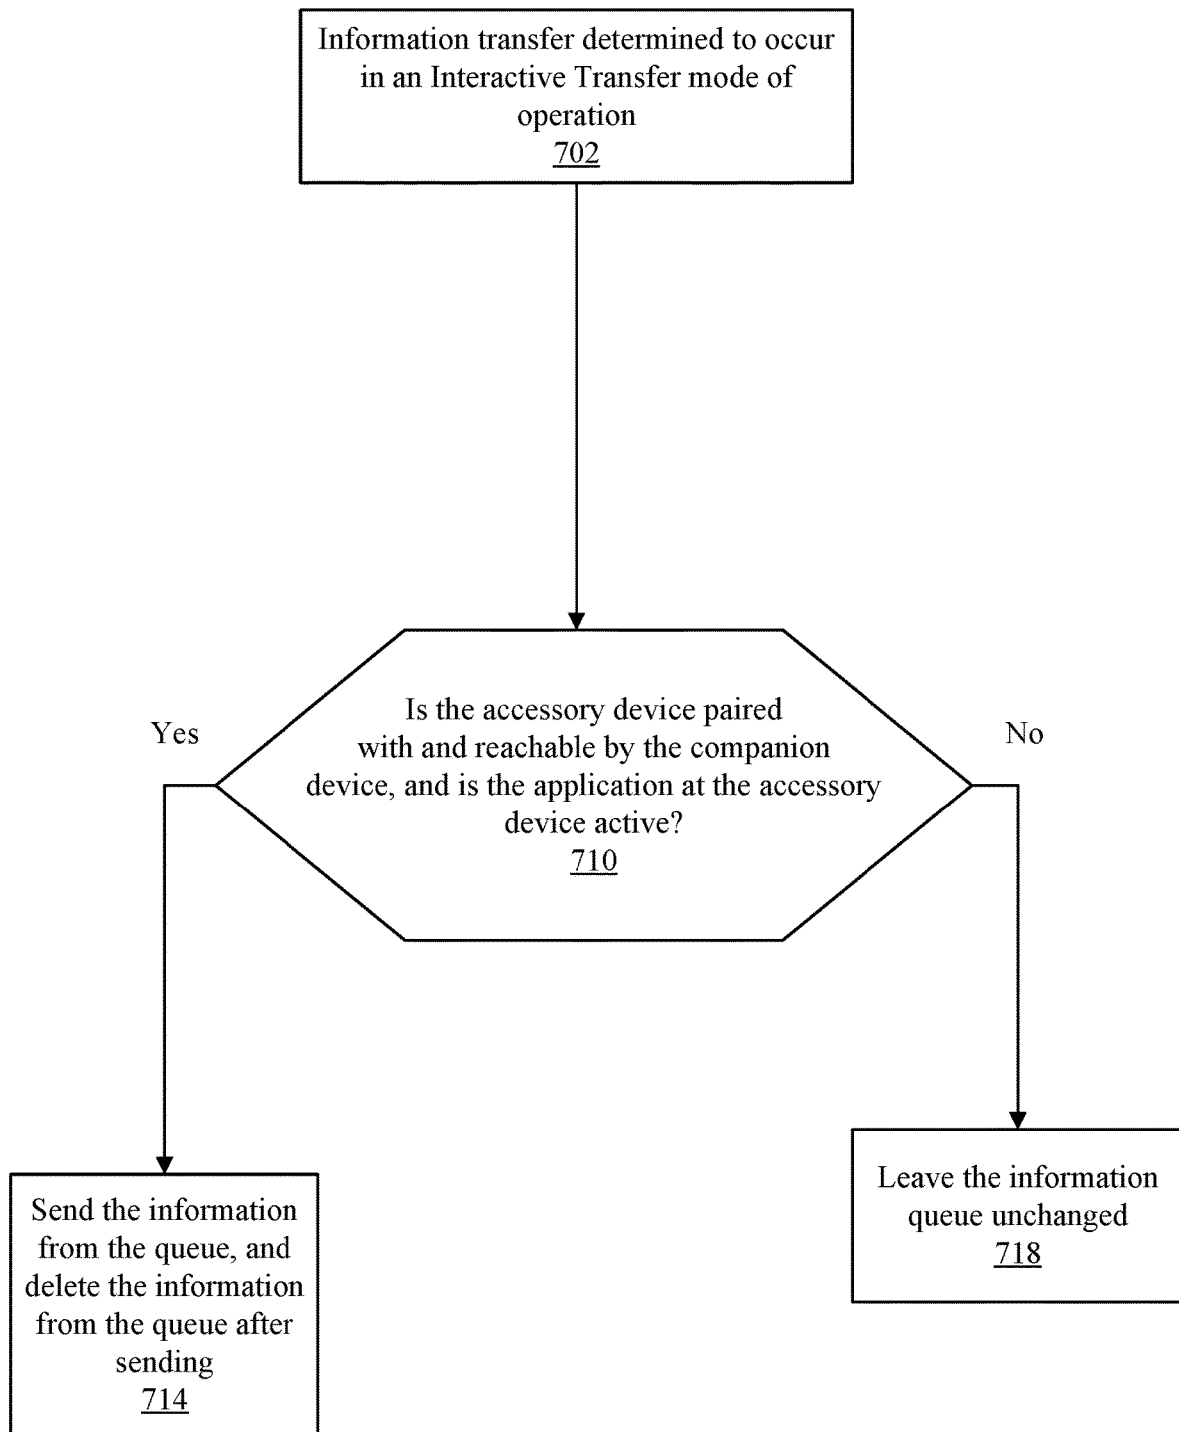 Information transfer determined to occur
in an Interactive Transfer mode of
operation
702
Yes
No
Is the accessory device paired
with and reachable by the companion
device, and is the application at the accessory
device active?
710
Send the information
from the queue, and
delete the information
from the queue after
sending
714
Leave the information
queue unchanged
718